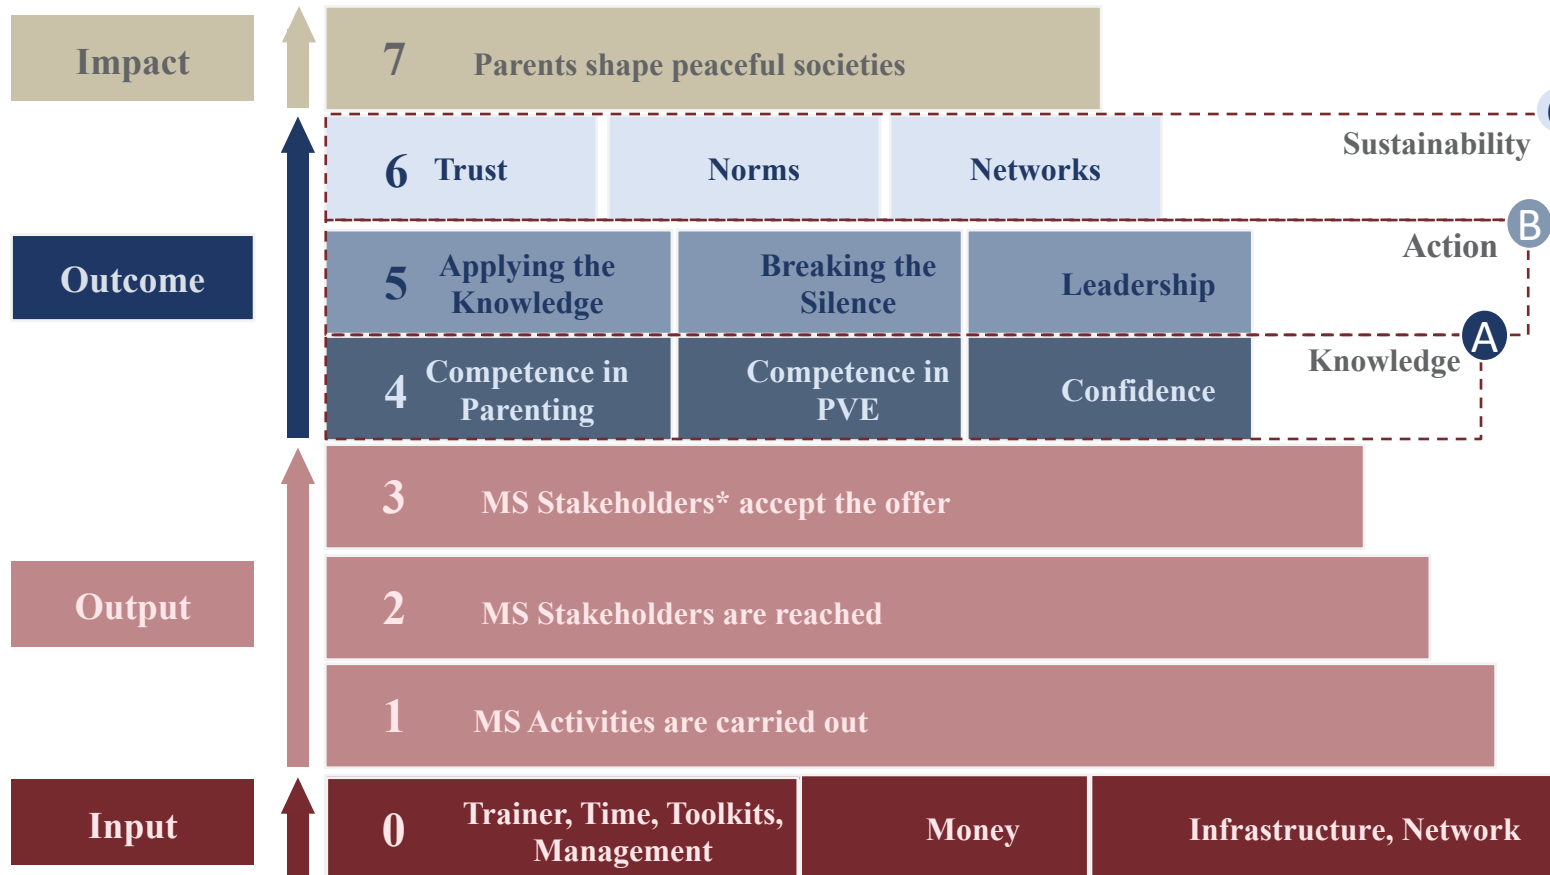 Impact
7 Parents shape peaceful societies
Sustainability
6 Trust Norms Networks
B
Action
Outcome
5 Applying the Knowledge
Breaking the Silence
Leadership
A
Knowledge
4 Competence in Parenting
Competence in PVE
Confidence
3 MS Stakeholders* accept the offer
Output
2 MS Stakeholders are reached
1 MS Activities are carried out
Input
0 Trainer, Time, Toolkits, Management
Money
Infrastructure, Network